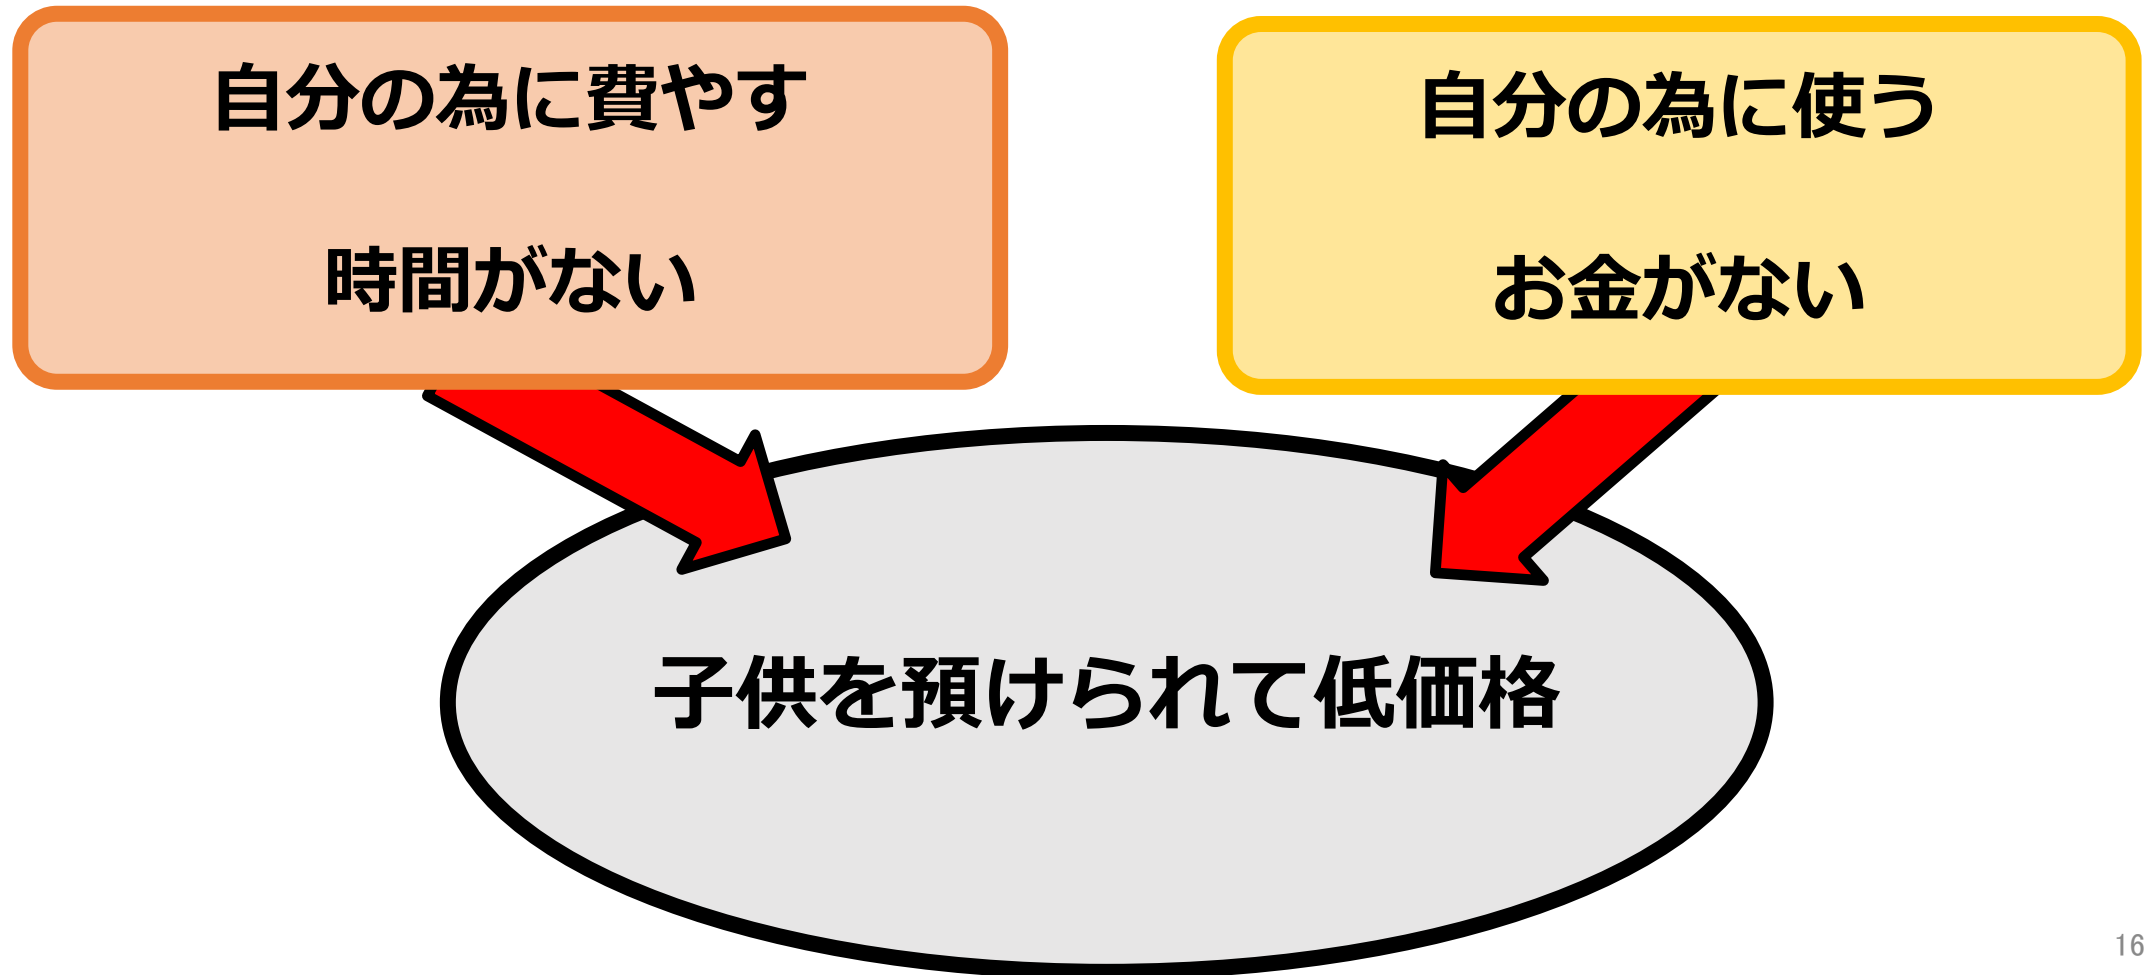 自分の為に費やす
時間がない
自分の為に使う
お金がない
子供を預けられて低価格
16